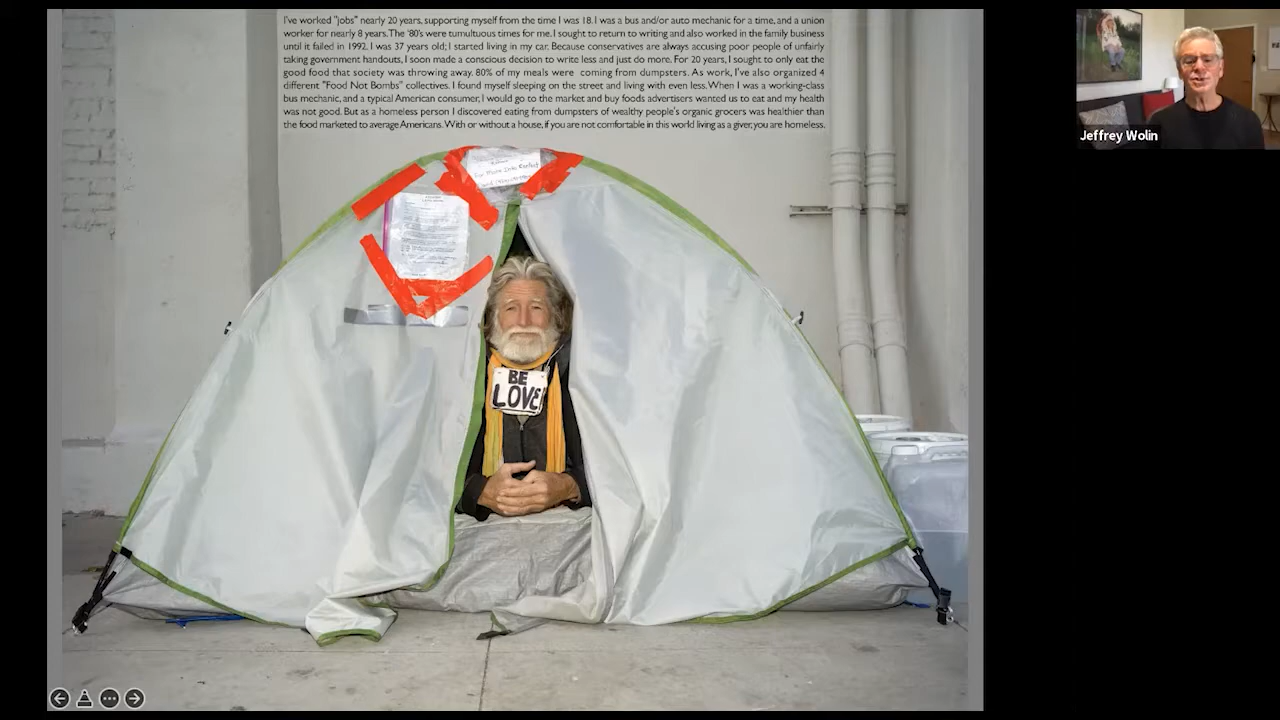 I've worked "jobs" nearly 20 years, supporting myself from the time I was 18. I was a bus and/or auto mechanic for a time, and a union
worker for nearly 8 years. The '80's were tumultuous times for me. I sought to return to writing and also worked in the family business
until it failed in 1992. I was 37 years old; I started living in my car. Because conservatives are always accusing poor people of unfairly
taking government handouts, I soon made a conscious decision to write less and just do more. For 20 years, I sought to only eat the
good food that society was throwing away. 80% of my meals were coming from dumpsters. As work, I've also organized 4
different "Food Not Bombs" collectives. I found myself sleeping on the street and living with even less. When I was a working-class
bus mechanic, and a typical American consumer, I would go to the market and buy foods advertisers wanted us to eat and my health
was not good. But as a homeless person I discovered eating from dumpsters of wealthy people's organic grocers was healthier than
the food marketed to average Americans. With or without a house, if you are not comfortable in this world living as a giver, you are homeless.
Jeffrey Wolin
BE
LOVE